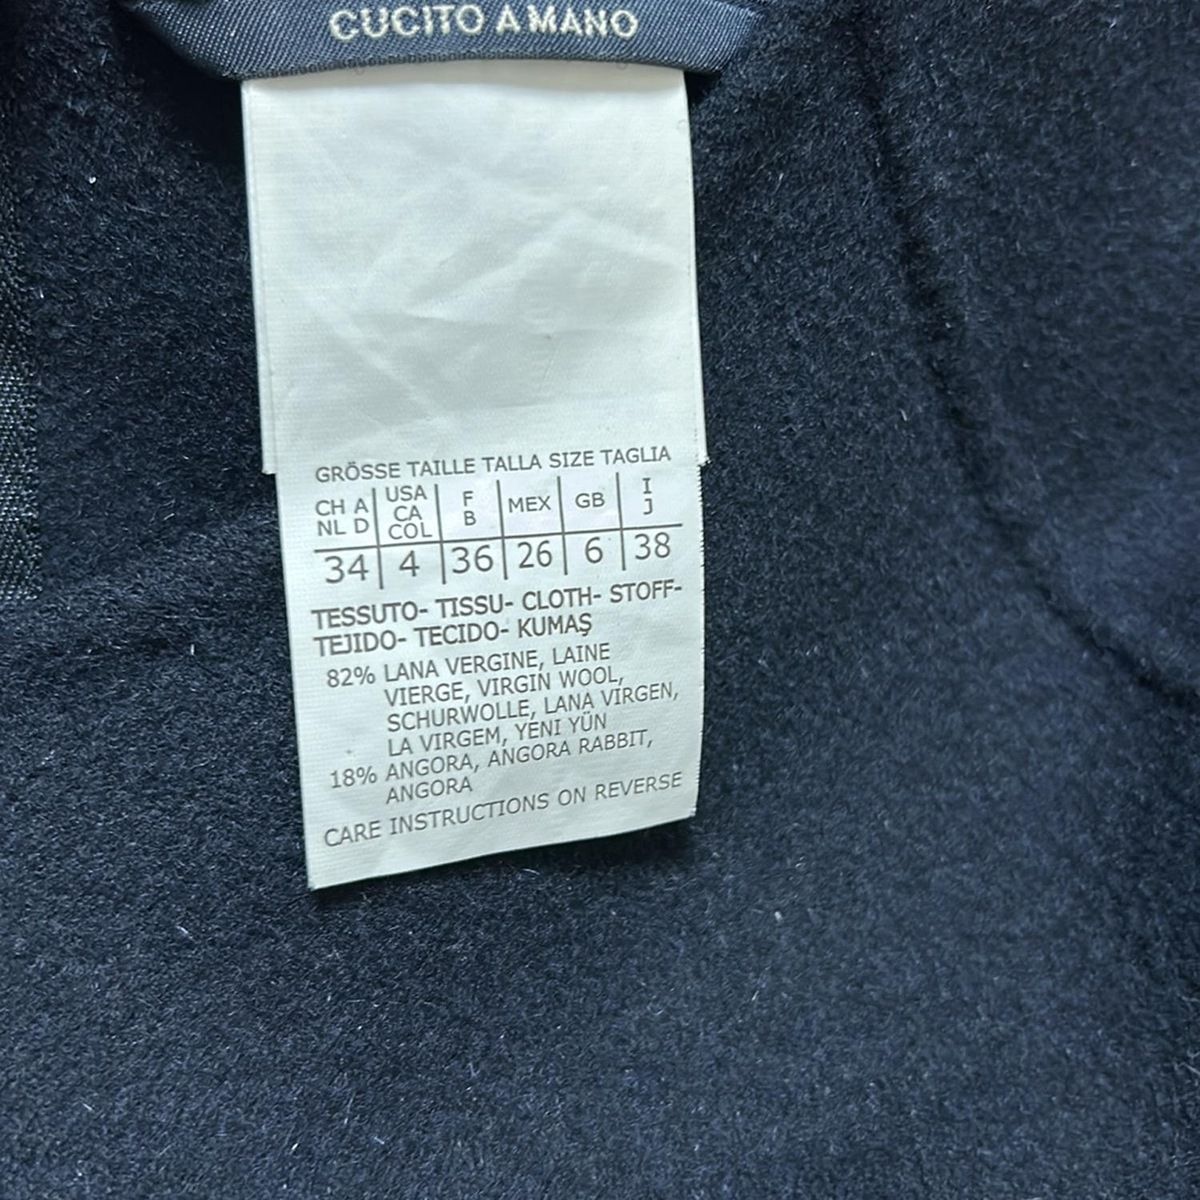 CUCITO A MANO
GRÖSSE TAILLE TALLA SIZE TAGLIA
CH A NL D | USA CA COL | F B | MEX | GB | I J
34 | 4 | 36 | 26 | 6 | 38
TESSUTO- TISSU- CLOTH- STOFF-
TEJIDO- TECIDO- KUMAŞ
82% LANA VERGINE, LAINE
VIERGE, VIRGIN WOOL,
SCHURWOLLE, LANA VIRGEN,
LA VIRGEM, YENI YÜN
18% ANGORA, ANGORA RABBIT,
ANGORA
CARE INSTRUCTIONS ON REVERSE